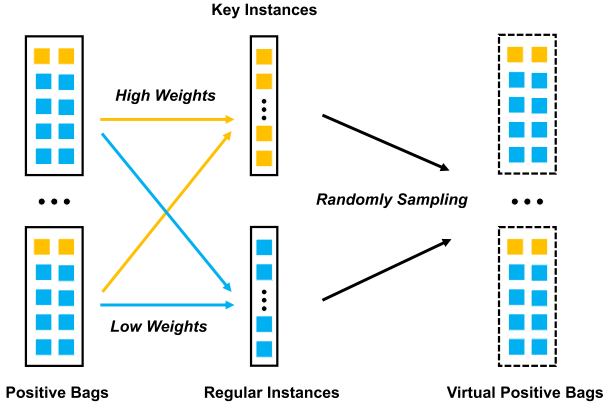 Key Instances
High Weights
Randomly Sampling
Low Weights
Positive Bags
Regular Instances
Virtual Positive Bags